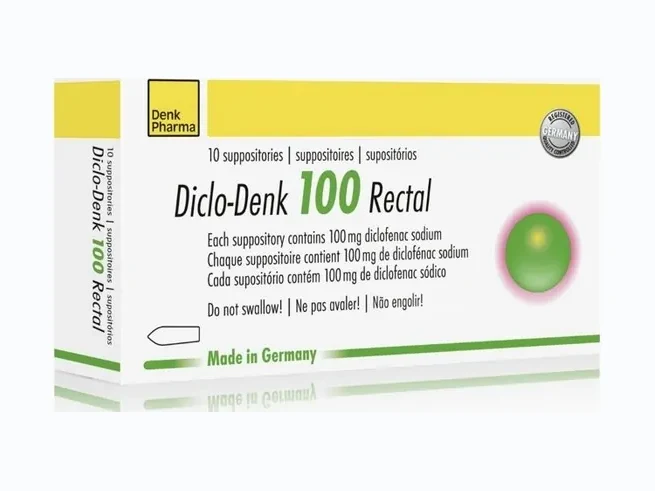 Denk
Pharma
REGISTERED
GERMANY
QUALITY CONTROLLED
10 suppositories | suppositoires | supositórios
Diclo-Denk 100 Rectal
Each suppository contains 100 mg diclofenac sodium
Chaque suppositoire contient 100 mg de diclofénac sodium
Cada supositório contém 100 mg de diclofenac sódico
Do not swallow! | Ne pas avaler! | Não engolir!
Made in Germany
10 suppositories | suppositoires | supositórios
Diclo-Denk 100 Rectal